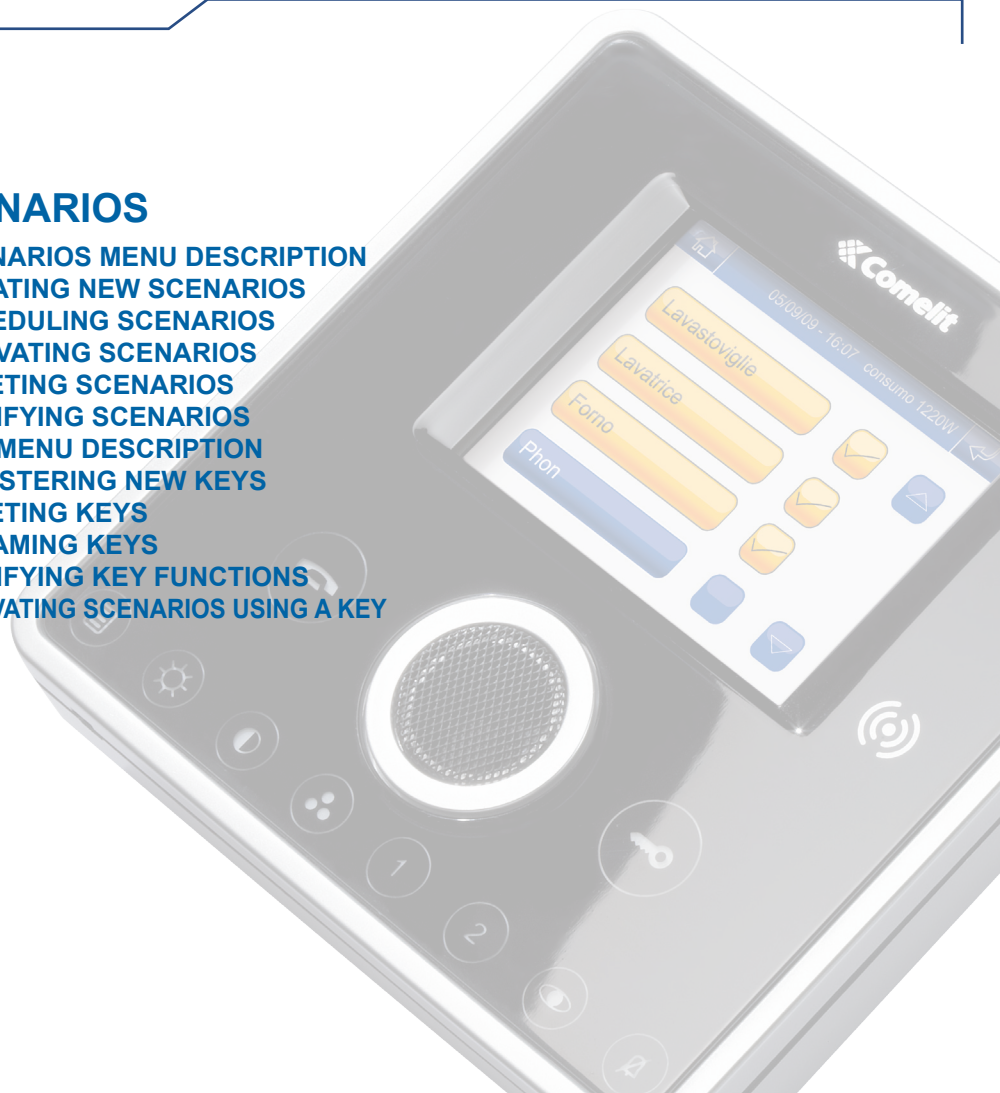 NARIOS
NARIOS MENU DESCRIPTION
ATING NEW SCENARIOS
EDULING SCENARIOS
VATING SCENARIOS
ETING SCENARIOS
IFYING SCENARIOS
MENU DESCRIPTION
STERING NEW KEYS
ETING KEYS
AMING KEYS
IFYING KEY FUNCTIONS
VATING SCENARIOS USING A KEY
Comelit
05/09/09 - 16:07 consumo 1220W
Lavastoviglie
Lavatrice
Forno
Phon
1
2